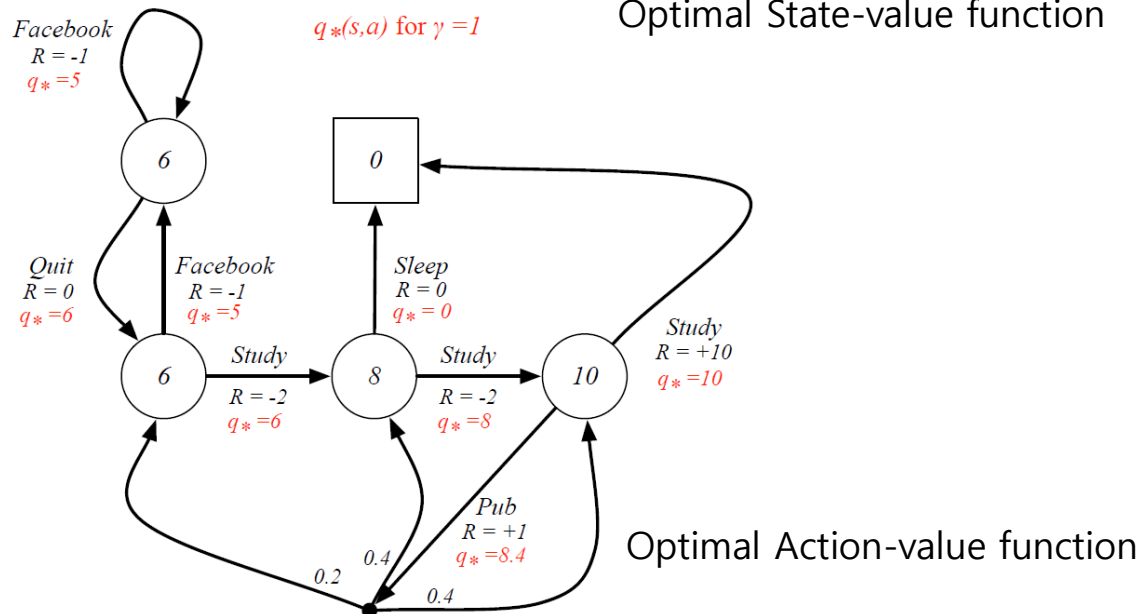 Optimal State-value function
q*(s,a) for γ =1
Facebook
R = -1
q* =5
6
0
Quit
R = 0
q* =6
Facebook
R = -1
q* =5
Sleep
R = 0
q* = 0
Study
R = +10
q* =10
6
Study
R = -2
q* =6
8
Study
R = -2
q* =8
10
Pub
R = +1
q* =8.4
Optimal Action-value function
0.2
0.4
0.4